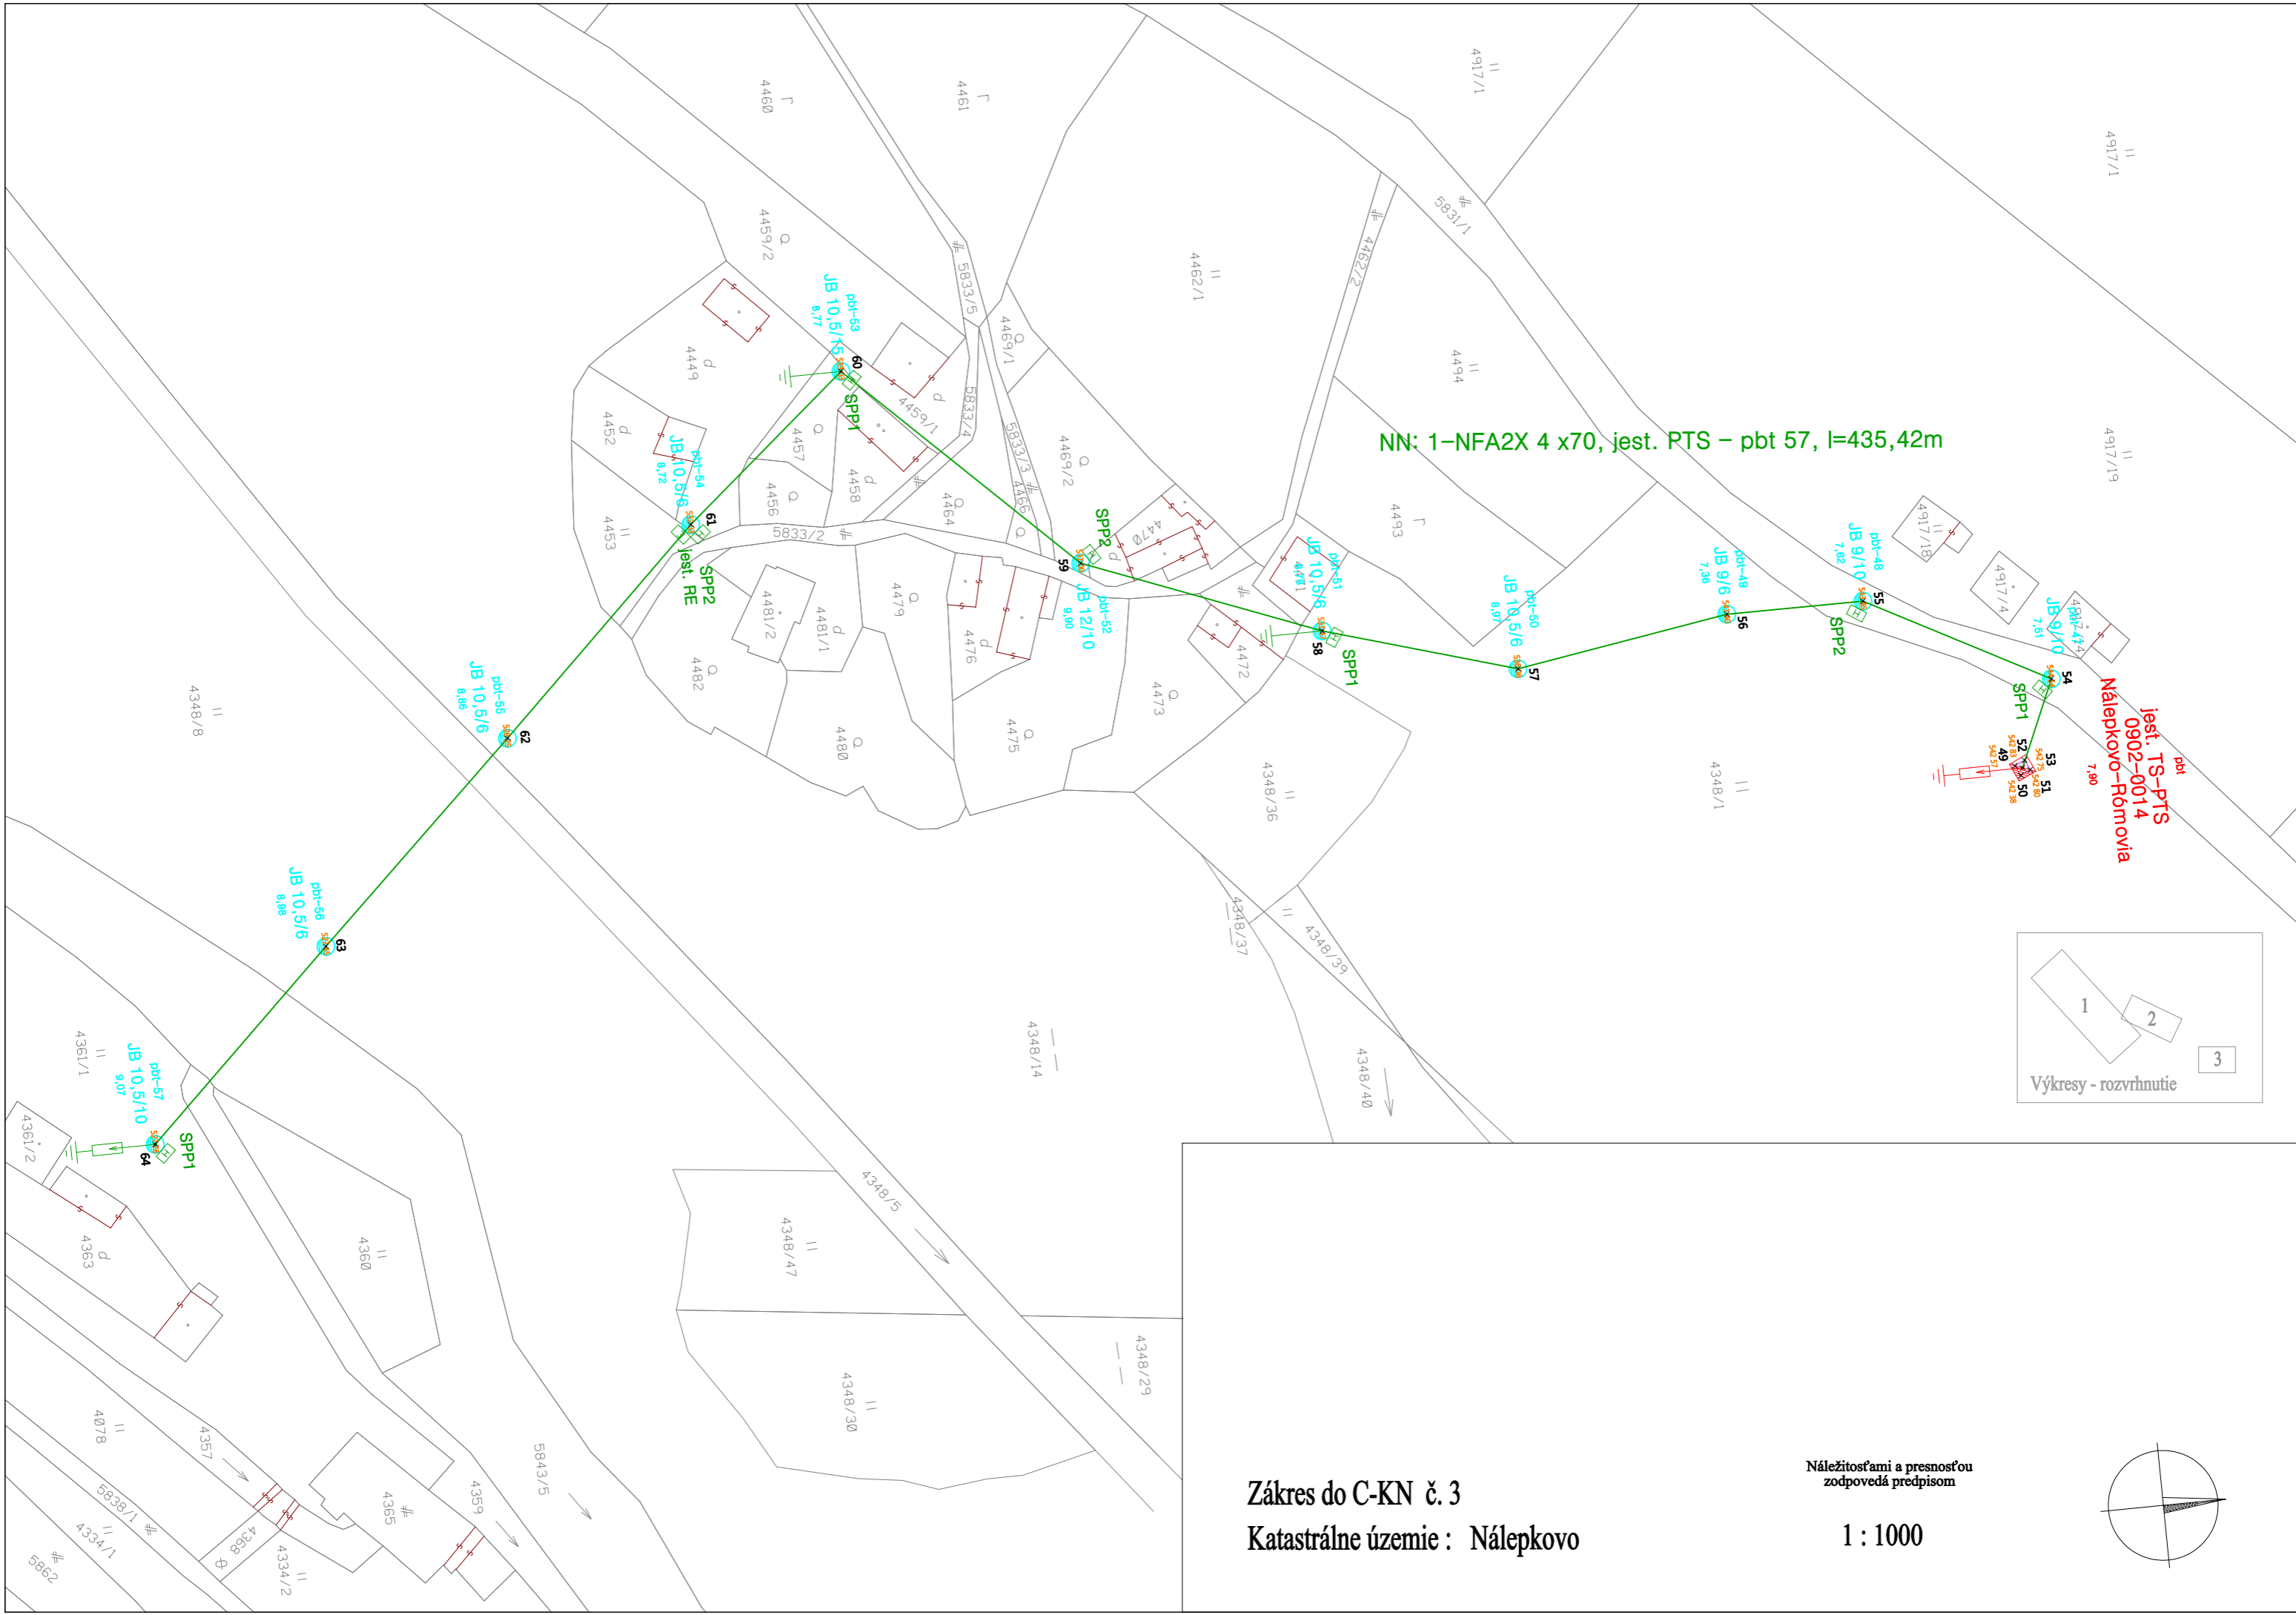 4460
4461
4917/1
4917/1
4459/2
5833/5
4462/1
4462/2
5831/1
4469/1
4494
4917/19
pbt-53
JB 10,5/15
8,77
60
SPP1
4449
4459/1
5833/4
4452
4457
4458
5833/3
4466
4469/2
NN: 1-NFA2X 4 x70, jest. PTS - pbt 57, l=435,42m
4493
4917/18
4917/4
pbt-54
JB 10,5/6
8,72
61
SPP2
jest. RE
4453
4456
4464
5833/2
SPP2
59
pbt-52
JB 12/10
9,90
4470
pbt-51
JB 10,5/6
58
SPP1
pbt-50
JB 10,5/6
8,97
57
pbt-49
JB 9/6
7,36
56
pbt-48
JB 9/10
7,62
55
SPP2
pbt-47
JB 9/10
7,51
54
SPP1
pbt
jest. TS-PTS
0902-0014
Nálepkovo-Rómovia
7,90
53
542 75
52
542 83
51
542 80
50
542 38
49
542 57
4481/2
4481/1
4479
4476
4472
4482
4480
4475
4473
4348/8
pbt-55
JB 10,5/6
8,86
62
4348/36
4348/1
pbt-56
JB 10,5/6
8,98
63
4348/37
4348/39
4348/14
4348/40
1
2
3
Výkresy - rozvrhnutie
4361/1
pbt-57
JB 10,5/10
9,07
64
SPP1
4361/2
4363
4360
4348/5
4348/47
4348/30
4348/29
4078
4357
5843/5
4365
4359
5838/1
4334/1
4368
4334/2
5862
Zákres do C-KN č. 3
Katastrálne územie : Nálepkovo
Náležitosťami a presnosťou
zodpovedá predpisom
1 : 1000